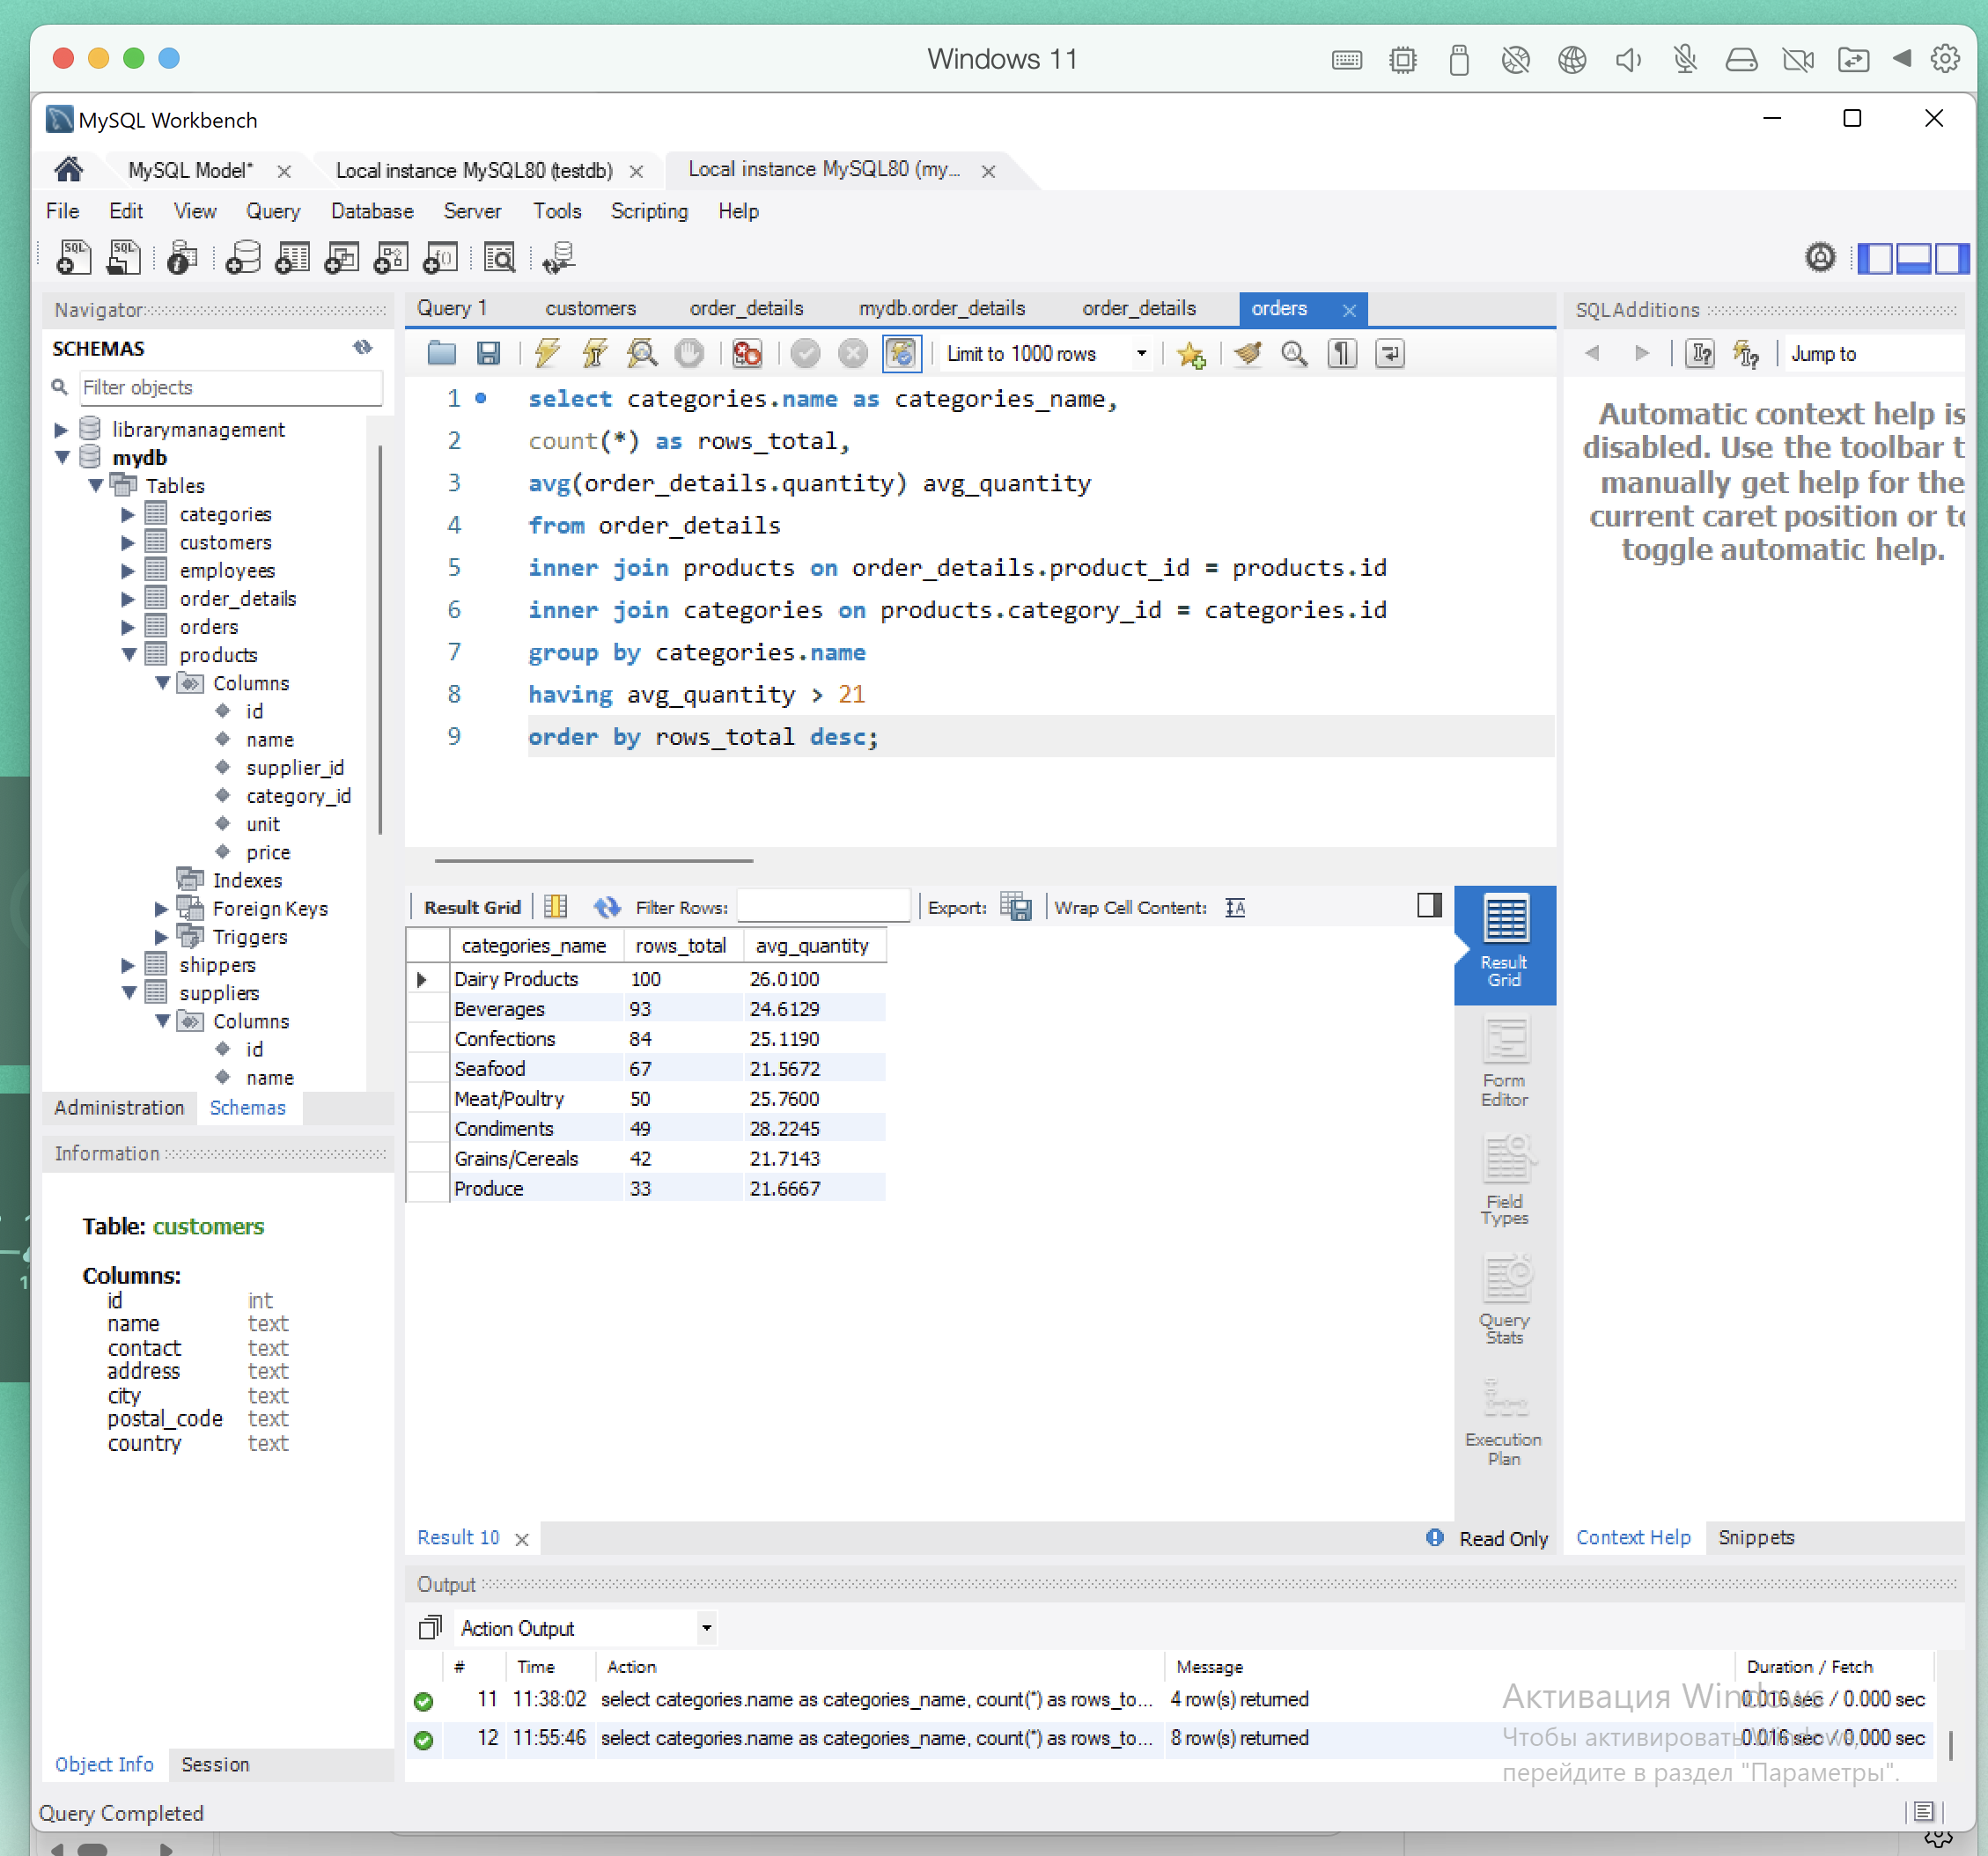 Windows 11
MySQL Workbench
MySQL Model*
Local instance MySQL80 (testdb)
Local instance MySQL80 (my...
File Edit View Query Database Server Tools Scripting Help
Navigator
SCHEMAS
Filter objects
librarymanagement
mydb
Tables
categories
customers
employees
order_details
orders
products
Columns
id
name
supplier_id
category_id
unit
price
Indexes
Foreign Keys
Triggers
shippers
suppliers
Columns
id
name
Administration Schemas
Information
Table: customers
Columns:
id int
name text
contact text
address text
city text
postal_code text
country text
Object Info Session
Query 1 customers order_details mydb.order_details order_details orders
Limit to 1000 rows
1 select categories.name as categories_name,
2 count(*) as rows_total,
3 avg(order_details.quantity) avg_quantity
4 from order_details
5 inner join products on order_details.product_id = products.id
6 inner join categories on products.category_id = categories.id
7 group by categories.name
8 having avg_quantity > 21
9 order by rows_total desc;
Result Grid Filter Rows: Export: Wrap Cell Content:
categories_name rows_total avg_quantity
Dairy Products 100 26.0100
Beverages 93 24.6129
Confections 84 25.1190
Seafood 67 21.5672
Meat/Poultry 50 25.7600
Condiments 49 28.2245
Grains/Cereals 42 21.7143
Produce 33 21.6667
Result
Grid
Form
Editor
Field
Types
Query
Stats
Execution
Plan
Result 10
Read Only
SQLAdditions
Jump to
Automatic context help is
disabled. Use the toolbar t
manually get help for the
current caret position or to
toggle automatic help.
Context Help Snippets
Output
Action Output
# Time Action Message Duration / Fetch
11 11:38:02 select categories.name as categories_name, count(*) as rows_to... 4 row(s) returned 0.016 sec / 0.000 sec
12 11:55:46 select categories.name as categories_name, count(*) as rows_to... 8 row(s) returned 0.016 sec / 0.000 sec
Активация Windows
Чтобы активировать Windows,
перейдите в раздел "Параметры".
Query Completed